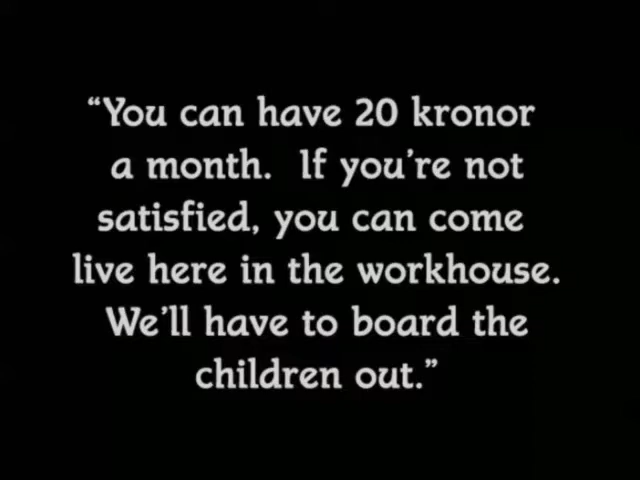 “You can have 20 kronor
a month. If you’re not
satisfied, you can come
live here in the workhouse.
We’ll have to board the
children out.”